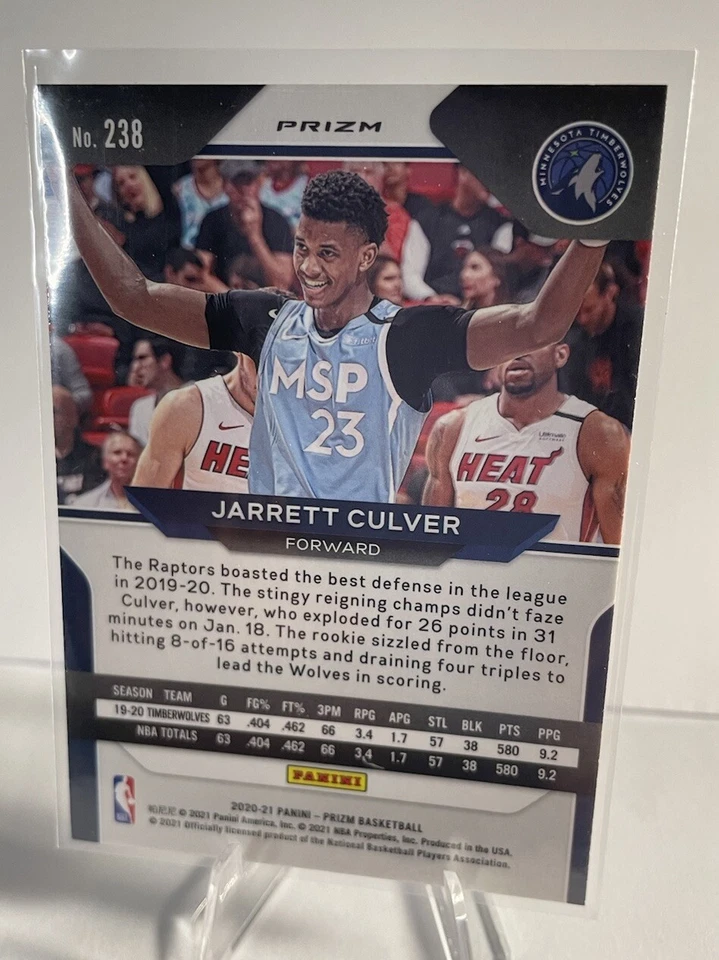 No. 238
PRIZM
MINNESOTA TIMBERWOLVES
fitbit
MSP
23
HE
HEAT
28
JARRETT CULVER
FORWARD
The Raptors boasted the best defense in the league
in 2019-20. The stingy reigning champs didn't faze
Culver, however, who exploded for 26 points in 31
minutes on Jan. 18. The rookie sizzled from the floor,
hitting 8-of-16 attempts and draining four triples to
lead the Wolves in scoring.
SEASON TEAM G FG% FT% 3PM RPG APG STL BLK PTS PPG
19-20 TIMBERWOLVES 63 .404 .462 66 3.4 1.7 57 38 580 9.2
NBA TOTALS 63 .404 .462 66 3.4 1.7 57 38 580 9.2
PANINI
NBA
2020-21 PANINI – PRIZM BASKETBALL
© 2021 Panini America, Inc. © 2021 NBA Properties, Inc. Produced in the USA.
© 2021 Officially licensed product of the National Basketball Players Association.